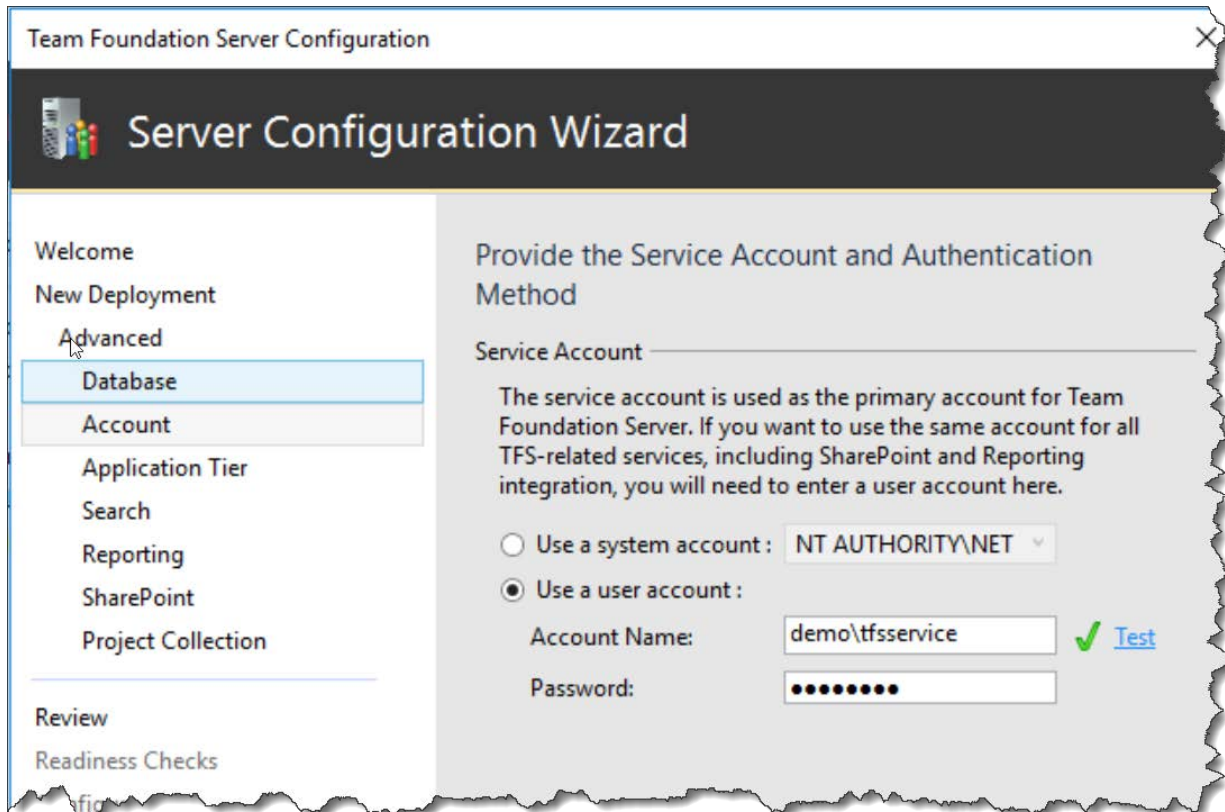 Team Foundation Server Configuration
Server Configuration Wizard
Welcome
New Deployment
Advanced
Database
Account
Application Tier
Search
Reporting
SharePoint
Project Collection
Review
Readiness Checks
Provide the Service Account and Authentication
Method
Service Account
The service account is used as the primary account for Team
Foundation Server. If you want to use the same account for all
TFS-related services, including SharePoint and Reporting
integration, you will need to enter a user account here.
Use a system account : NT AUTHORITY\NET
Use a user account :
Account Name: demo\tfsservice Test
Password: ●●●●●●●●